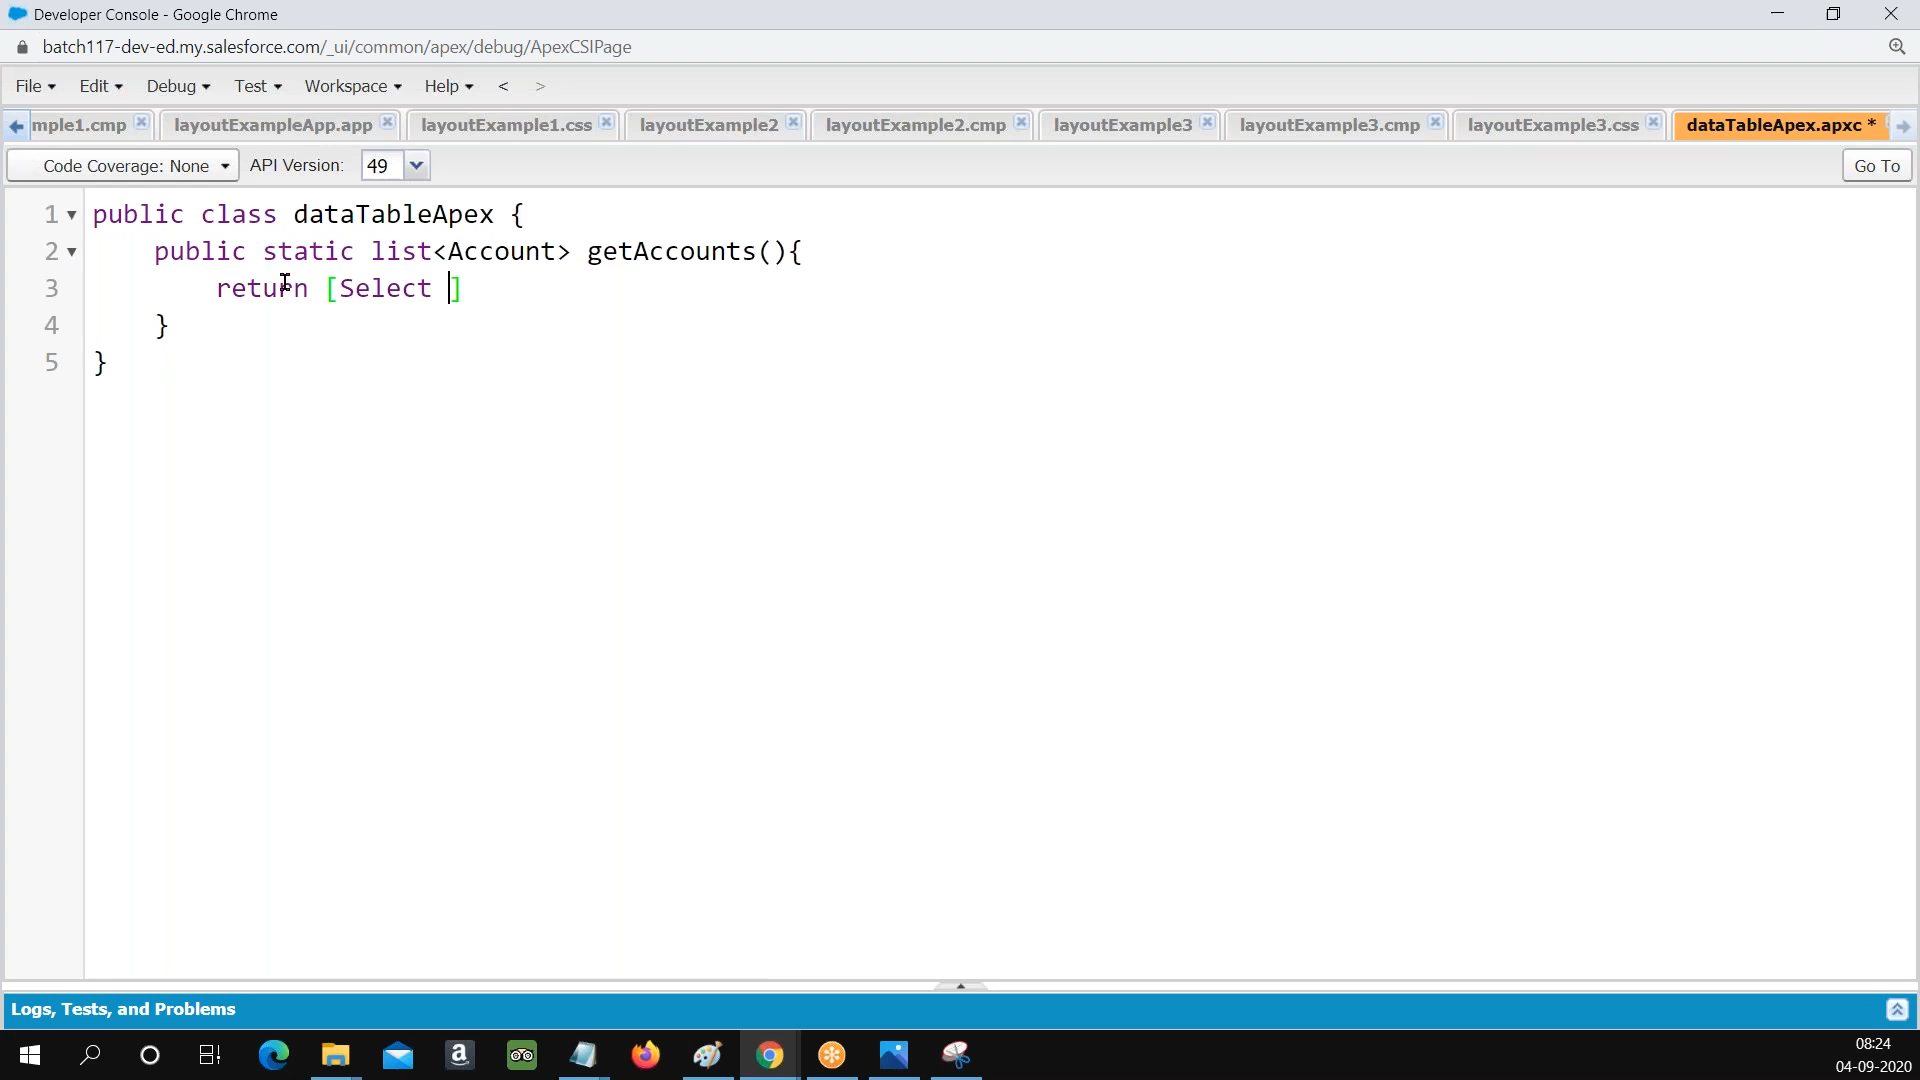 Developer Console - Google Chrome
batch117-dev-ed.my.salesforce.com/_ui/common/apex/debug/ApexCSIPage
File Edit Debug Test Workspace Help < >
mple1.cmp layoutExampleApp.app layoutExample1.css layoutExample2 layoutExample2.cmp layoutExample3 layoutExample3.cmp layoutExample3.css dataTableApex.apxc *
Code Coverage: None API Version: 49 Go To
1 public class dataTableApex {
2 public static list<Account> getAccounts(){
3 return [Select ]
4 }
5 }
Logs, Tests, and Problems
a
08:24
04-09-2020